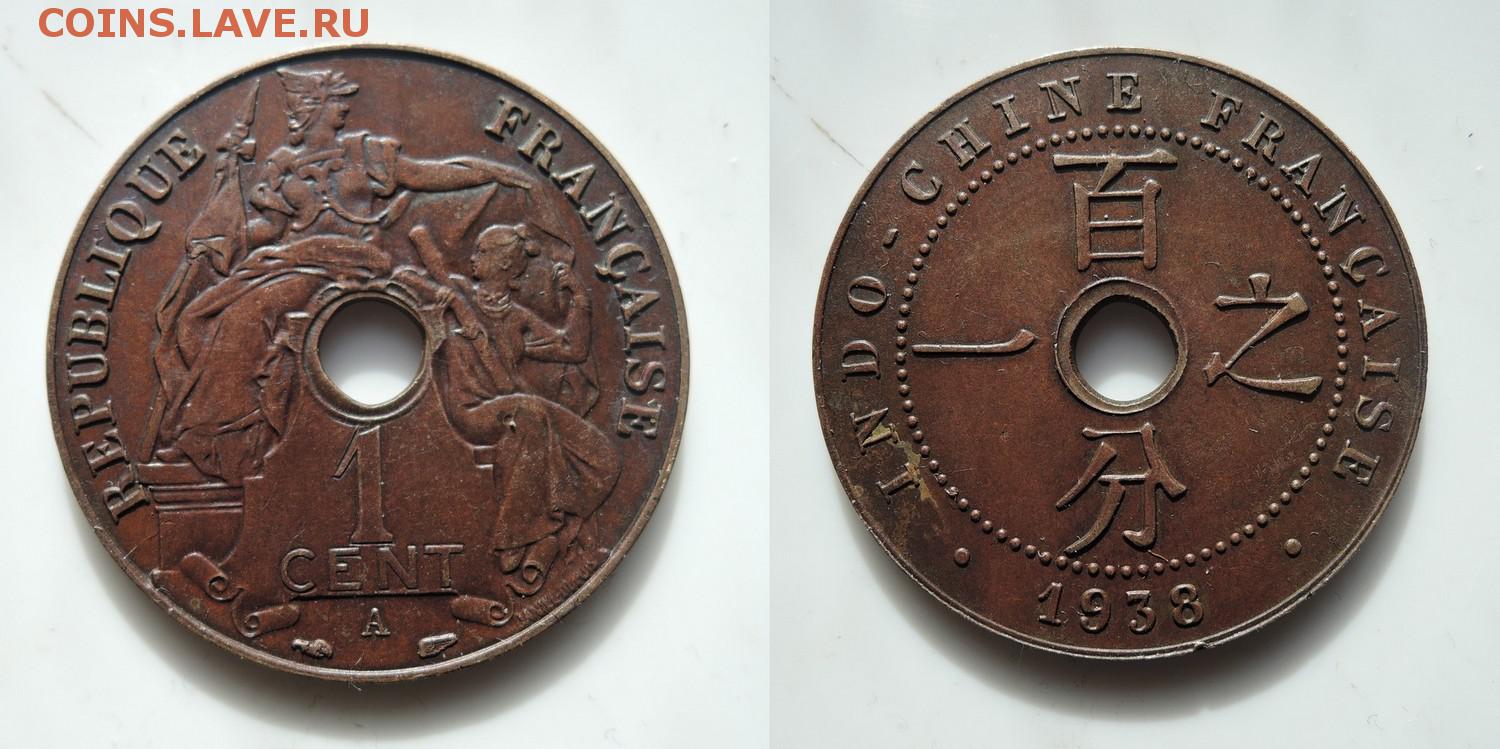 COINS.LAVE.RU
REPUBLIQUE FRANÇAISE
1
CENT
A
INDO-CHINE FRANÇAISE
百
之
分
一
1938